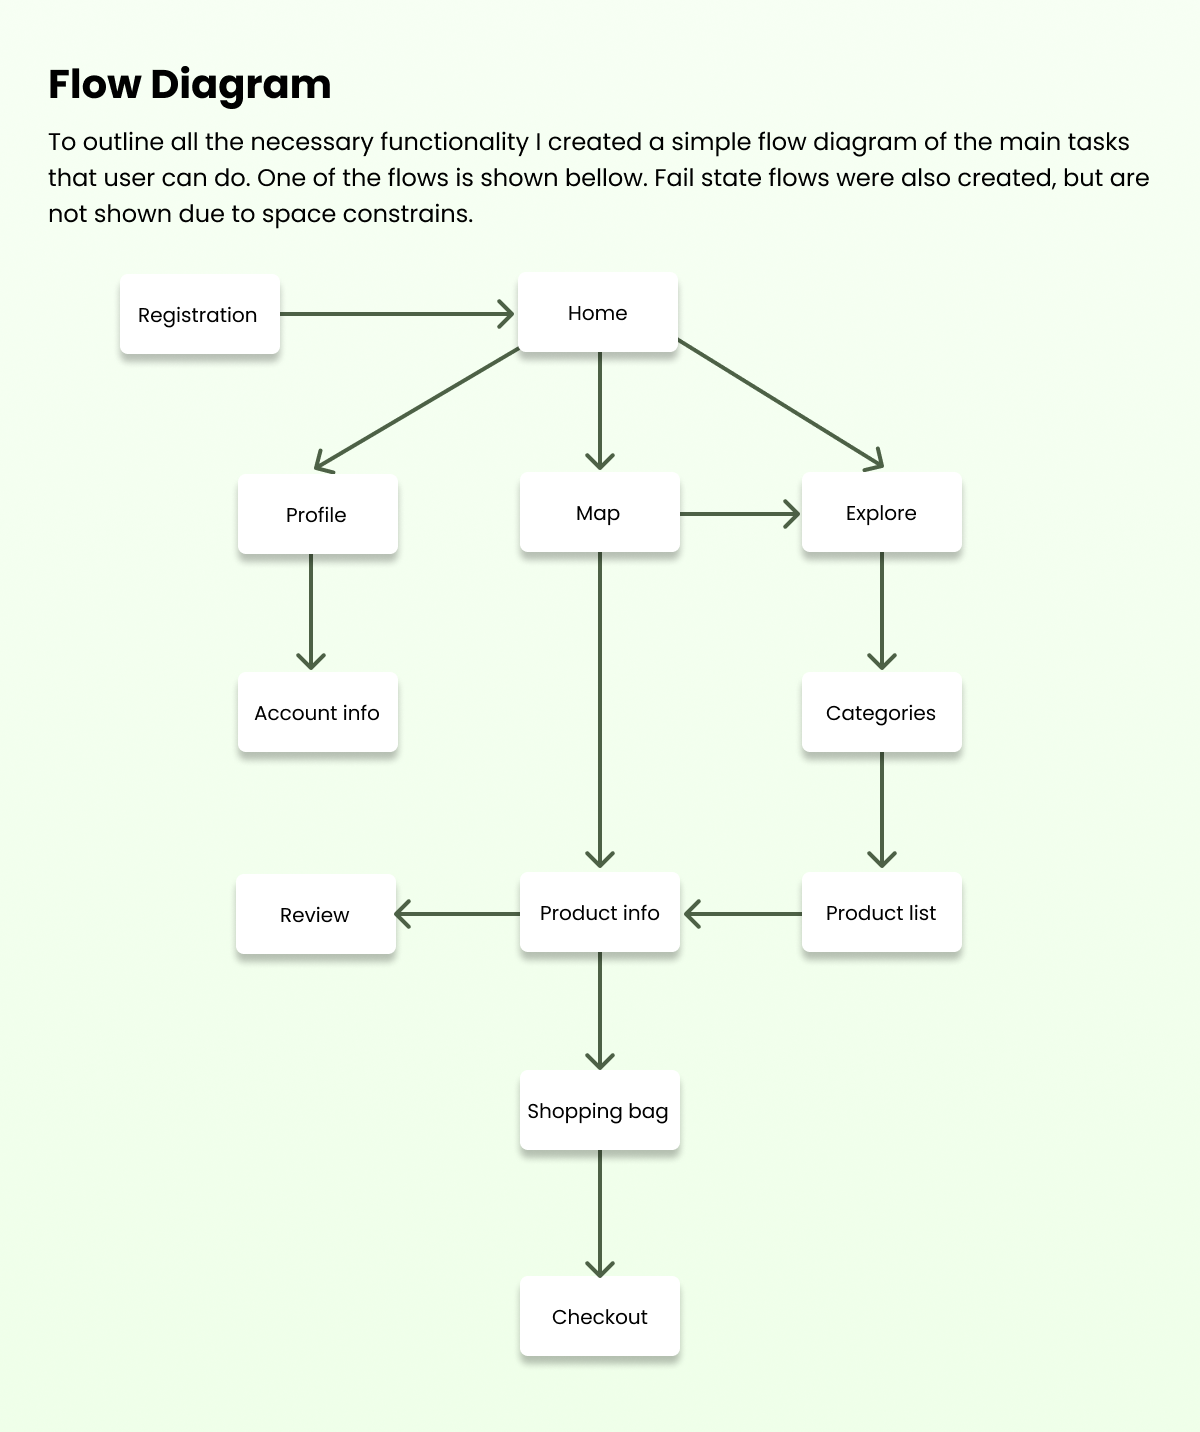 Flow Diagram
To outline all the necessary functionality I created a simple flow diagram of the main tasks
that user can do. One of the flows is shown bellow. Fail state flows were also created, but are
not shown due to space constrains.
Registration
Home
Profile
Map
Explore
Account info
Categories
Review
Product info
Product list
Shopping bag
Checkout